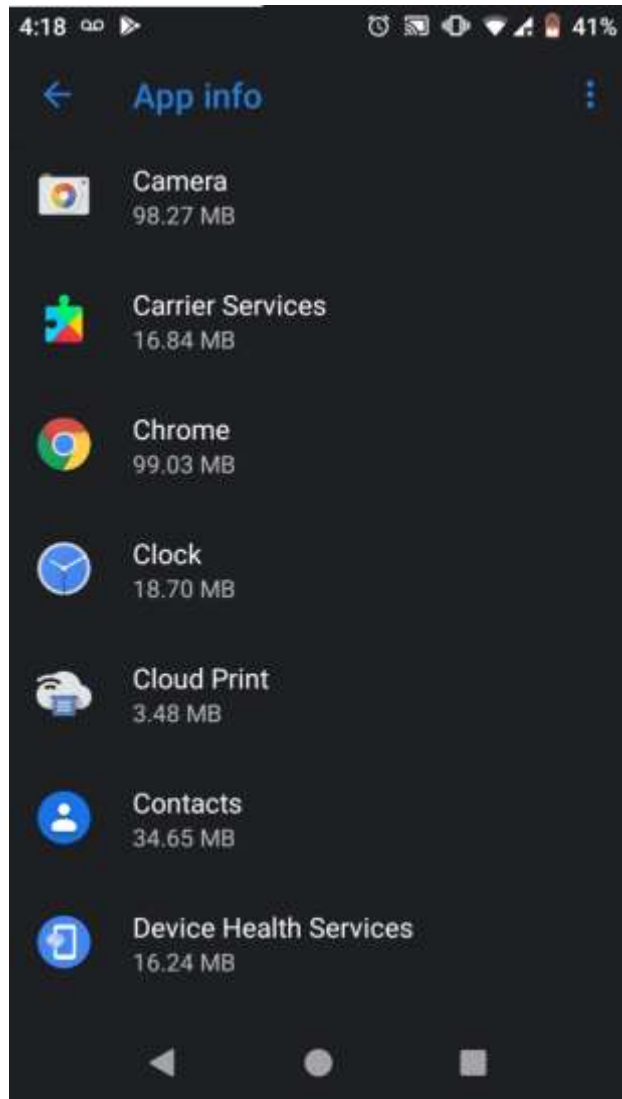 4:18 41%
App info
Camera
98.27 MB
Carrier Services
16.84 MB
Chrome
99.03 MB
Clock
18.70 MB
Cloud Print
3.48 MB
Contacts
34.65 MB
Device Health Services
16.24 MB